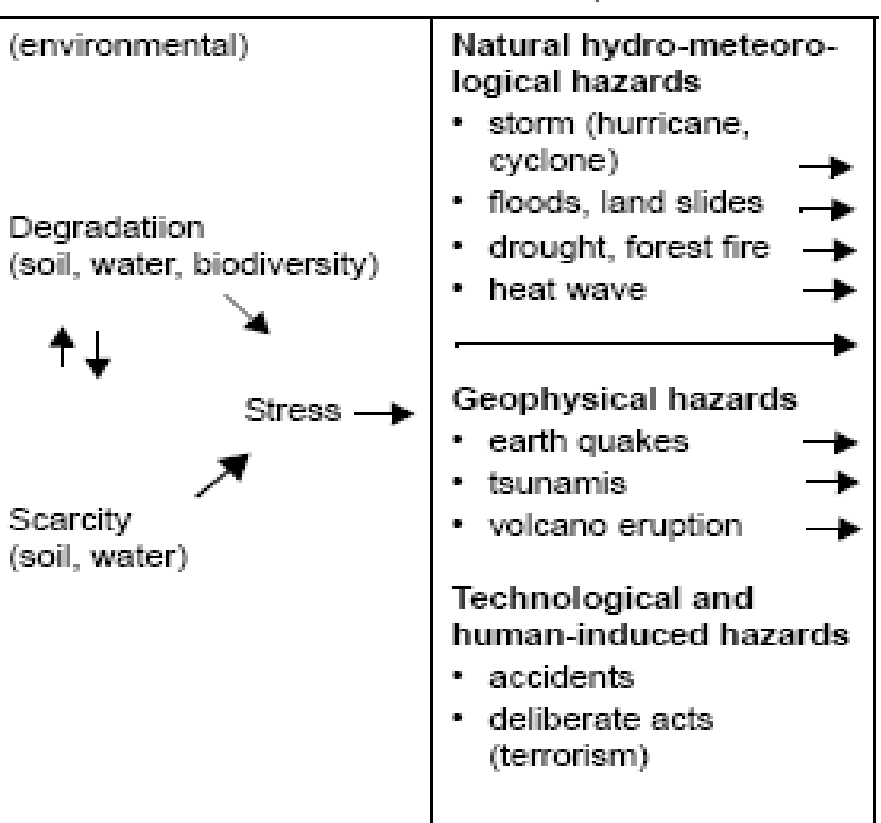 (environmental)
Degradatiion
(soil, water, biodiversity)
Stress
Scarcity
(soil, water)
Natural hydro-meteoro-
logical hazards
• storm (hurricane,
cyclone)
• floods, land slides
• drought, forest fire
• heat wave
Geophysical hazards
• earth quakes
• tsunamis
• volcano eruption
Technological and
human-induced hazards
• accidents
• deliberate acts
(terrorism)